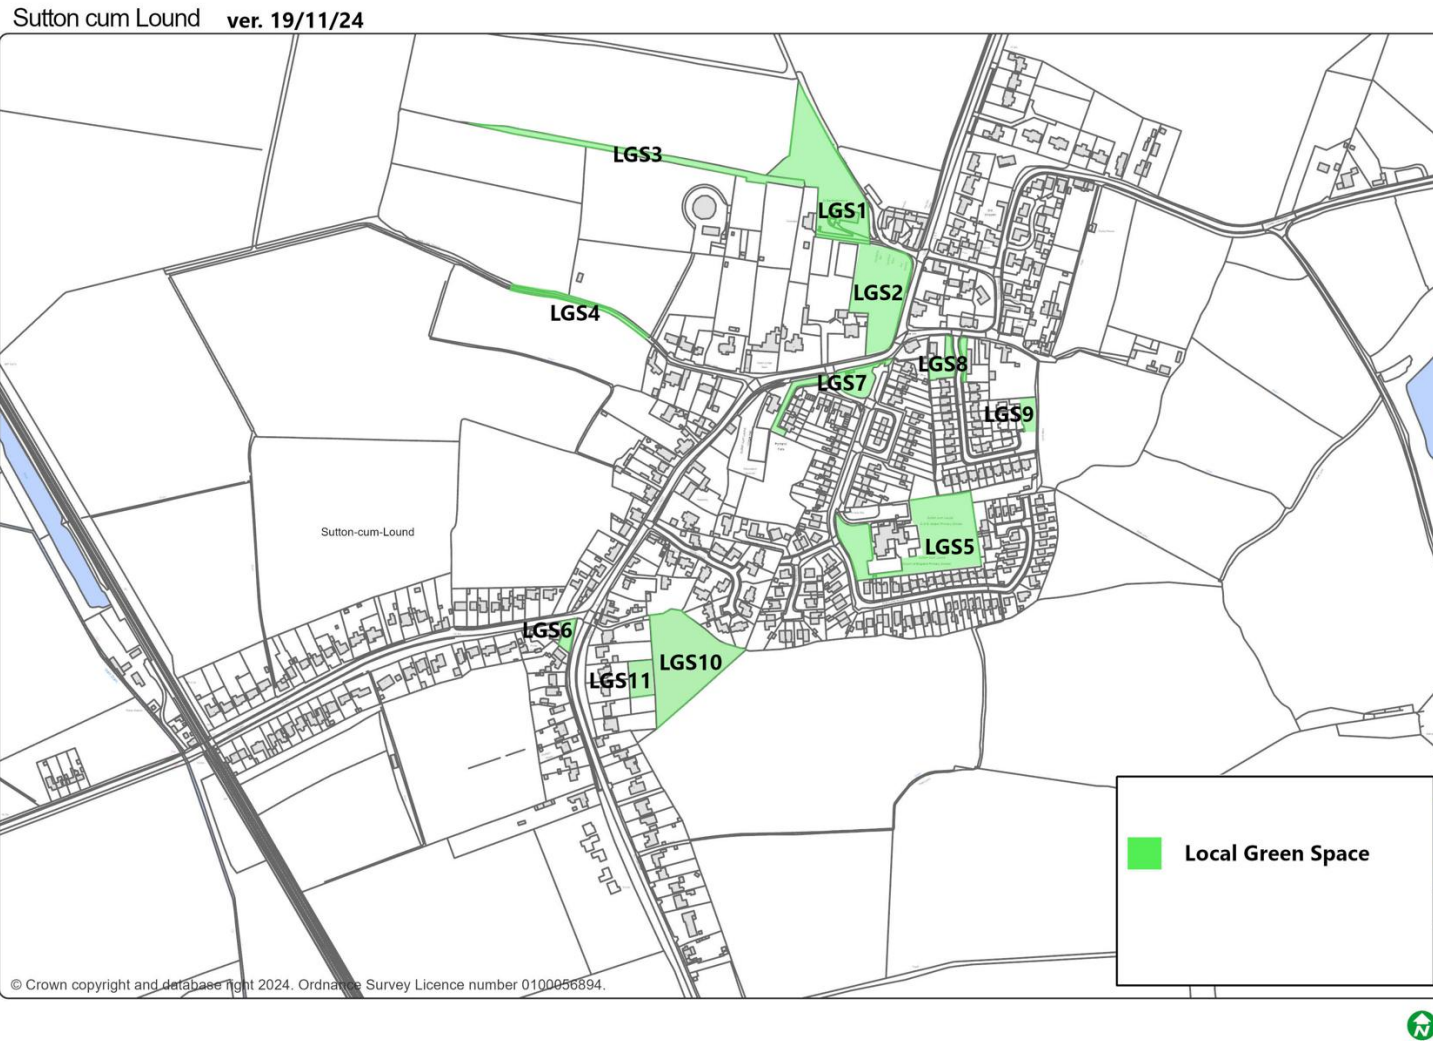 Sutton cum Lound ver. 19/11/24
LGS3
LGS1
LGS2
LGS4
LGS7
LGS8
LGS9
Sutton-cum-Lound
LGS5
LGS6
LGS10
LGS11
Local Green Space
© Crown copyright and database right 2024. Ordnance Survey Licence number 0100056894.
N